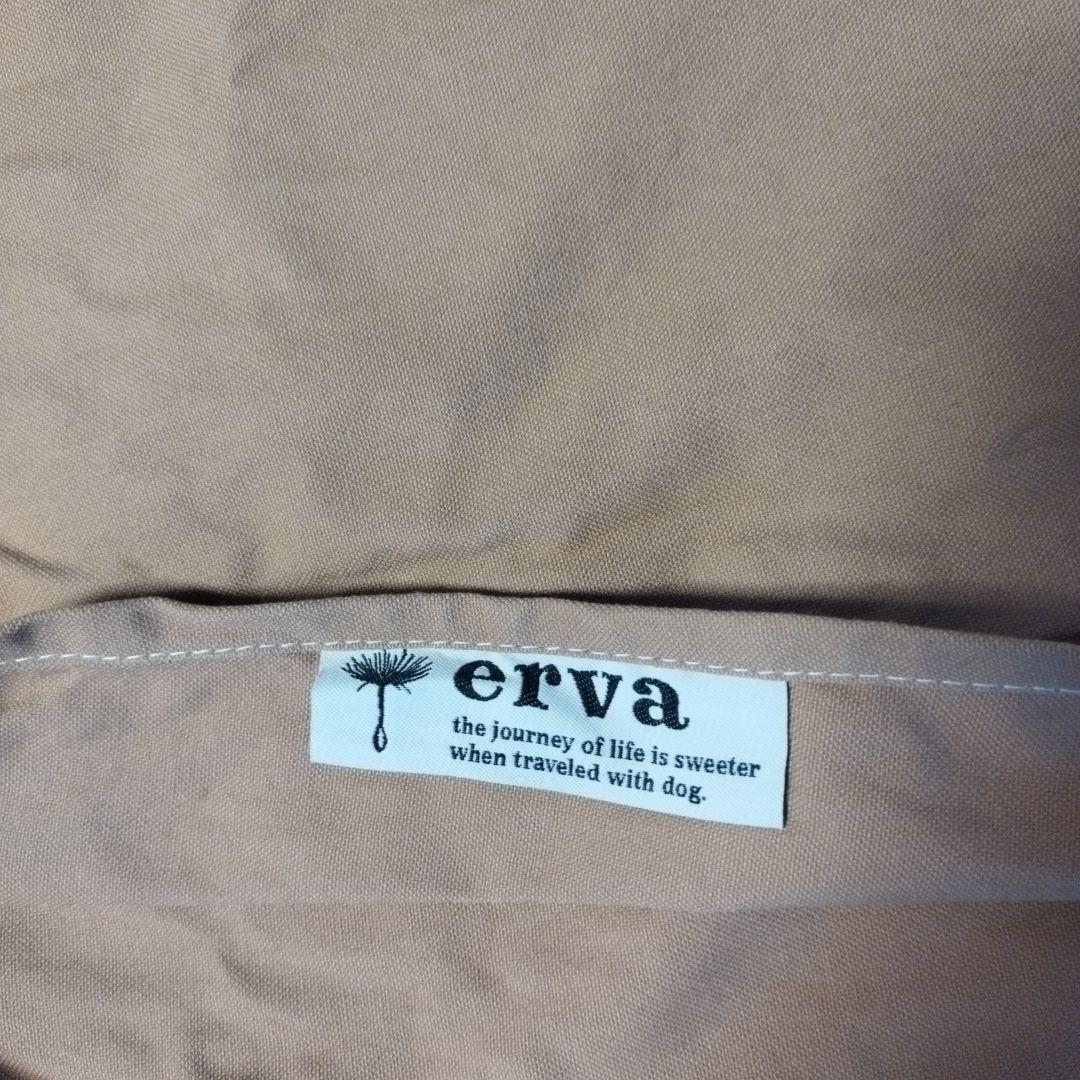 erva
the journey of life is sweeter
when traveled with dog.